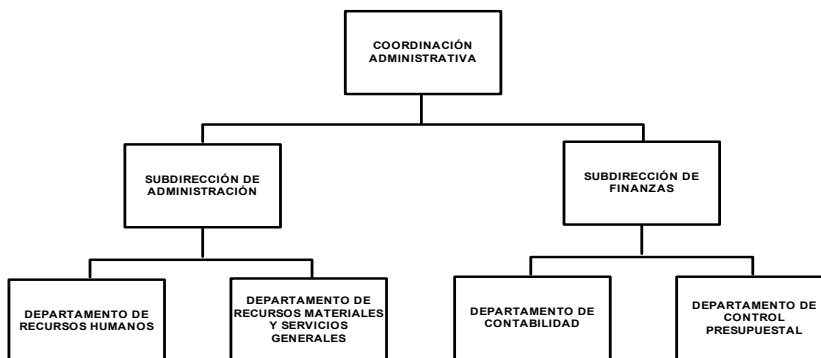 COORDINACIÓN
ADMINISTRATIVA
SUBDIRECCIÓN DE
ADMINISTRACIÓN
SUBDIRECCIÓN DE
FINANZAS
DEPARTAMENTO DE
RECURSOS HUMANOS
DEPARTAMENTO DE
RECURSOS MATERIALES
Y SERVICIOS
GENERALES
DEPARTAMENTO DE
CONTABILIDAD
DEPARTAMENTO DE
CONTROL
PRESUPUESTAL